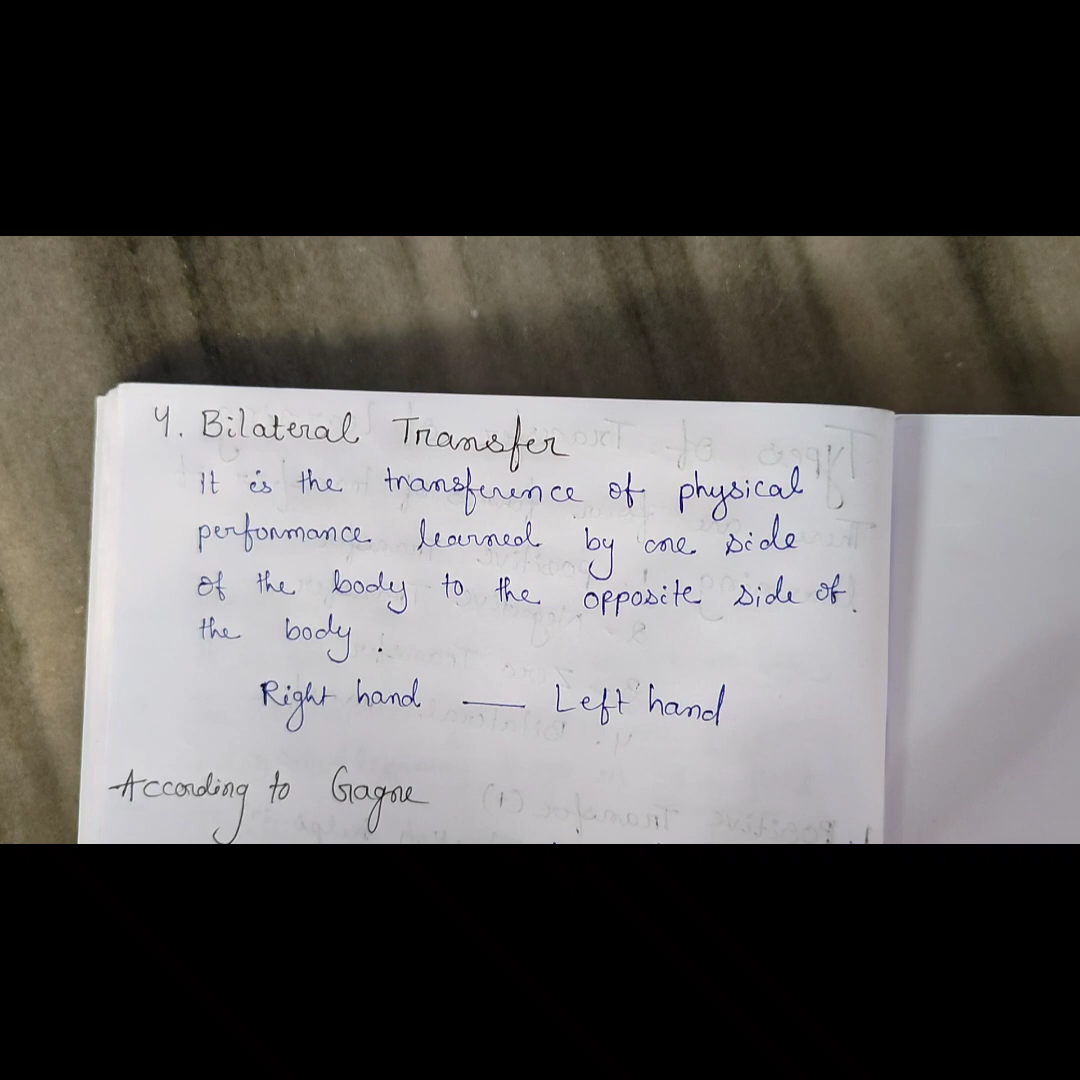 4. Bilateral Transfer
It is the transference of physical
performance learned by one side
of the body to the opposite side of.
the body.
Right hand — Left hand
According to Gagne